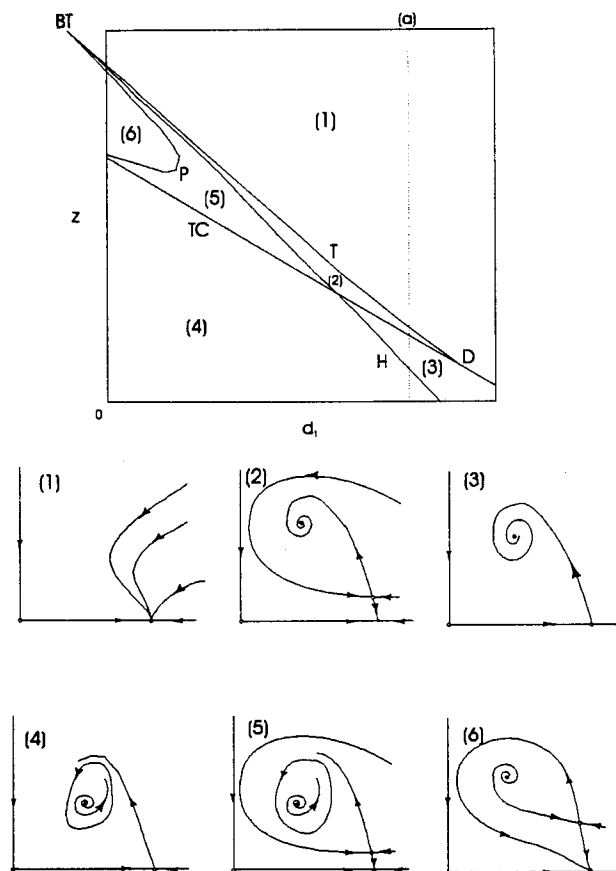 BT
(a)
(1)
(6)
P
(5)
z
TC
T
(2)
(4)
H
(3)
D
0
d₁
(1)
(2)
(3)
(4)
(5)
(6)